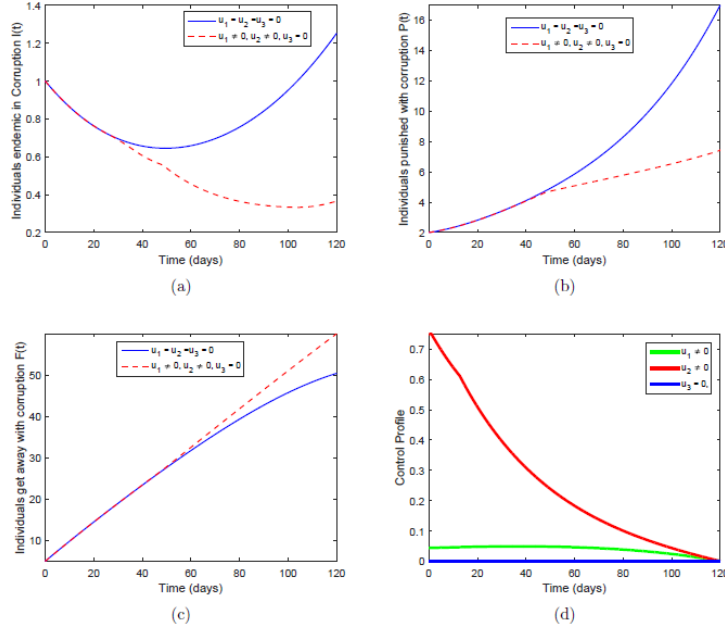 Individuals endemic in Corruption I(t)
1.4
1.2
1
0.8
0.6
0.4
0.2
0 20 40 60 80 100 120
Time (days)
u1 = u2 =u3 = 0
u1 ≠ 0, u2 ≠ 0, u3 = 0
(a)
Individuals punished with corruption P(t)
16
14
12
10
8
6
4
2
0 20 40 60 80 100 120
Time (days)
u1 = u2 =u3 = 0
u1 ≠ 0, u2 ≠ 0, u3 = 0
(b)
Individuals get away with corruption F(t)
50
40
30
20
10
0 20 40 60 80 100 120
Time (days)
u1 = u2 =u3 = 0
u1 ≠ 0, u2 ≠ 0, u3 = 0
(c)
Control Profile
0.7
0.6
0.5
0.4
0.3
0.2
0.1
0
0 20 40 60 80 100 120
Time (days)
u1 ≠ 0
u2 ≠ 0
u3 = 0,
(d)